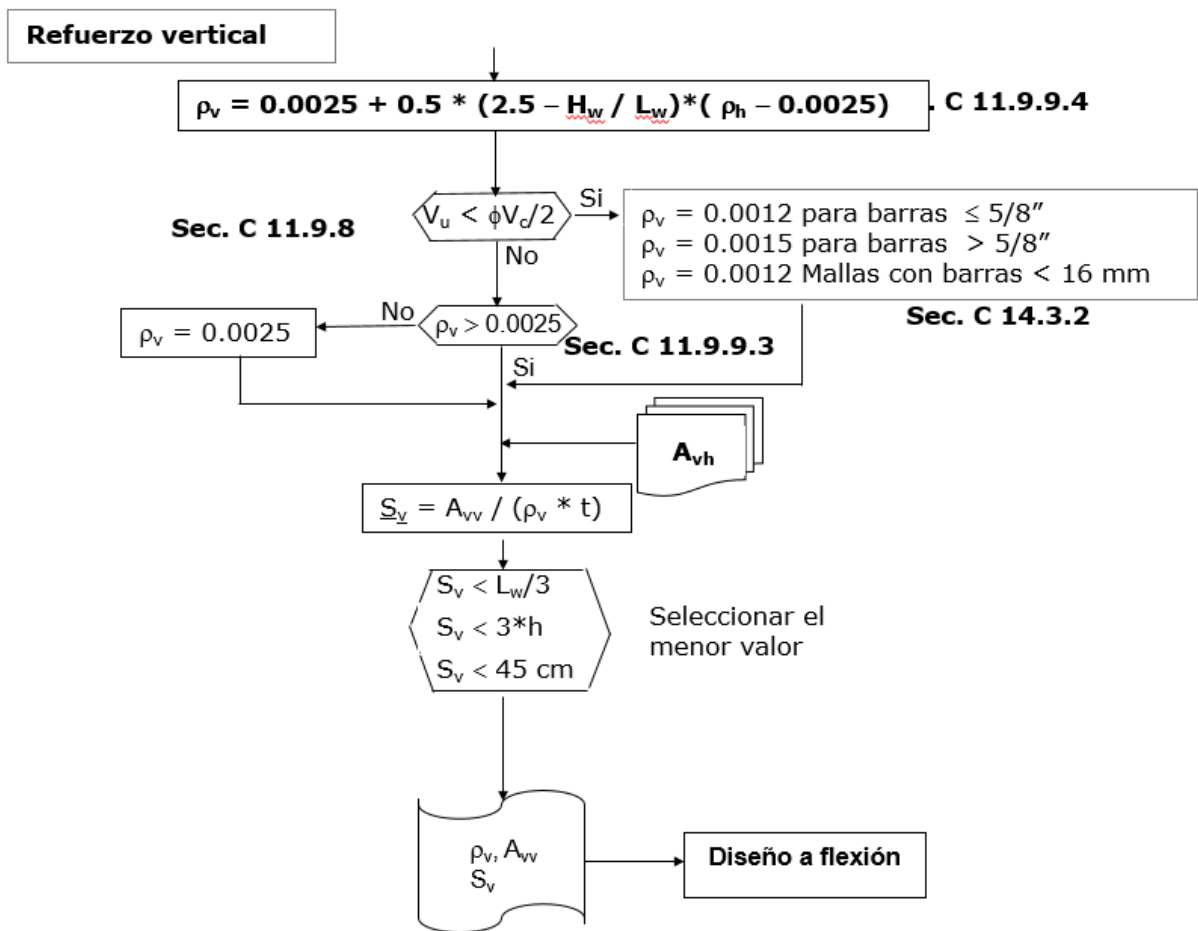 Refuerzo vertical
ρv = 0.0025 + 0.5 * (2.5 – Hw / Lw)*( ρh – 0.0025)
. C 11.9.9.4
Vu < ϕVc/2
Si
Sec. C 11.9.8
ρv = 0.0012 para barras ≤ 5/8”
ρv = 0.0015 para barras > 5/8”
ρv = 0.0012 Mallas con barras < 16 mm
No
Sec. C 14.3.2
No
ρv > 0.0025
ρv = 0.0025
Sec. C 11.9.9.3
Si
Avh
Sv = Avv / (ρv * t)
Sv < Lw/3
Sv < 3*h
Sv < 45 cm
Seleccionar el
menor valor
ρv, Avv
Sv
Diseño a flexión